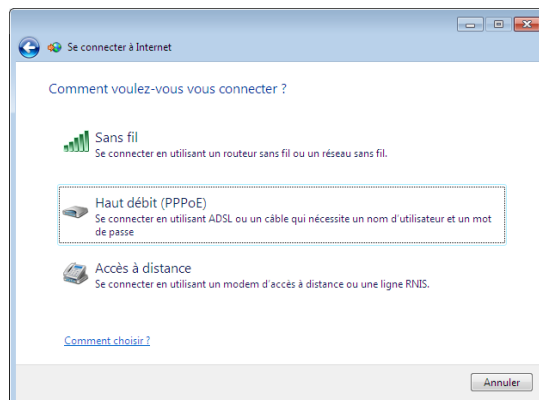 Se connecter à Internet
Comment voulez-vous vous connecter ?
Sans fil
Se connecter en utilisant un routeur sans fil ou un réseau sans fil.
Haut débit (PPPoE)
Se connecter en utilisant ADSL ou un câble qui nécessite un nom d'utilisateur et un mot
de passe
Accès à distance
Se connecter en utilisant un modem d'accès à distance ou une ligne RNIS.
Comment choisir ?
Annuler